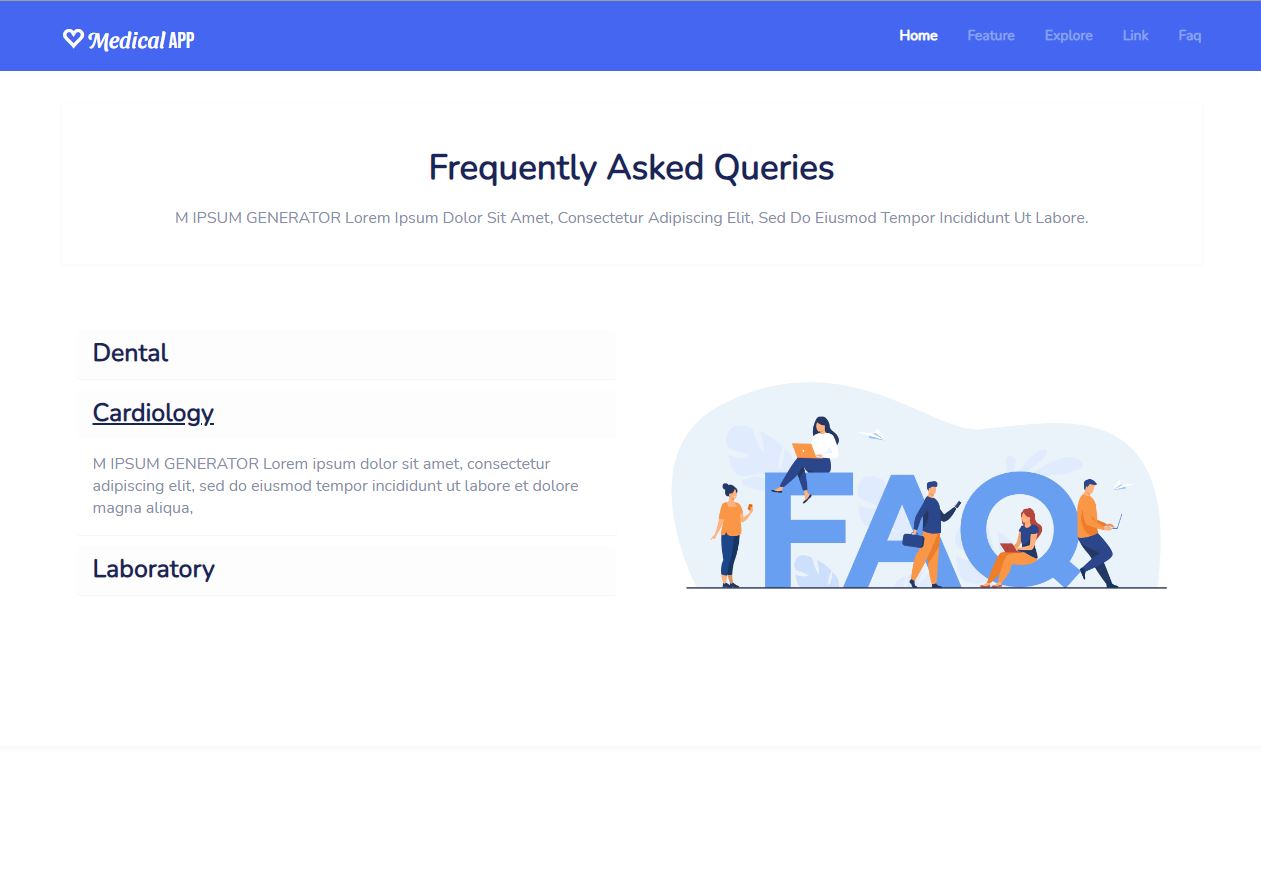 Medical APP
Home Feature Explore Link Faq
Frequently Asked Queries
M IPSUM GENERATOR Lorem Ipsum Dolor Sit Amet, Consectetur Adipiscing Elit, Sed Do Eiusmod Tempor Incididunt Ut Labore.
Dental
Cardiology
M IPSUM GENERATOR Lorem ipsum dolor sit amet, consectetur
adipiscing elit, sed do eiusmod tempor incididunt ut labore et dolore
magna aliqua,
Laboratory
FAQ